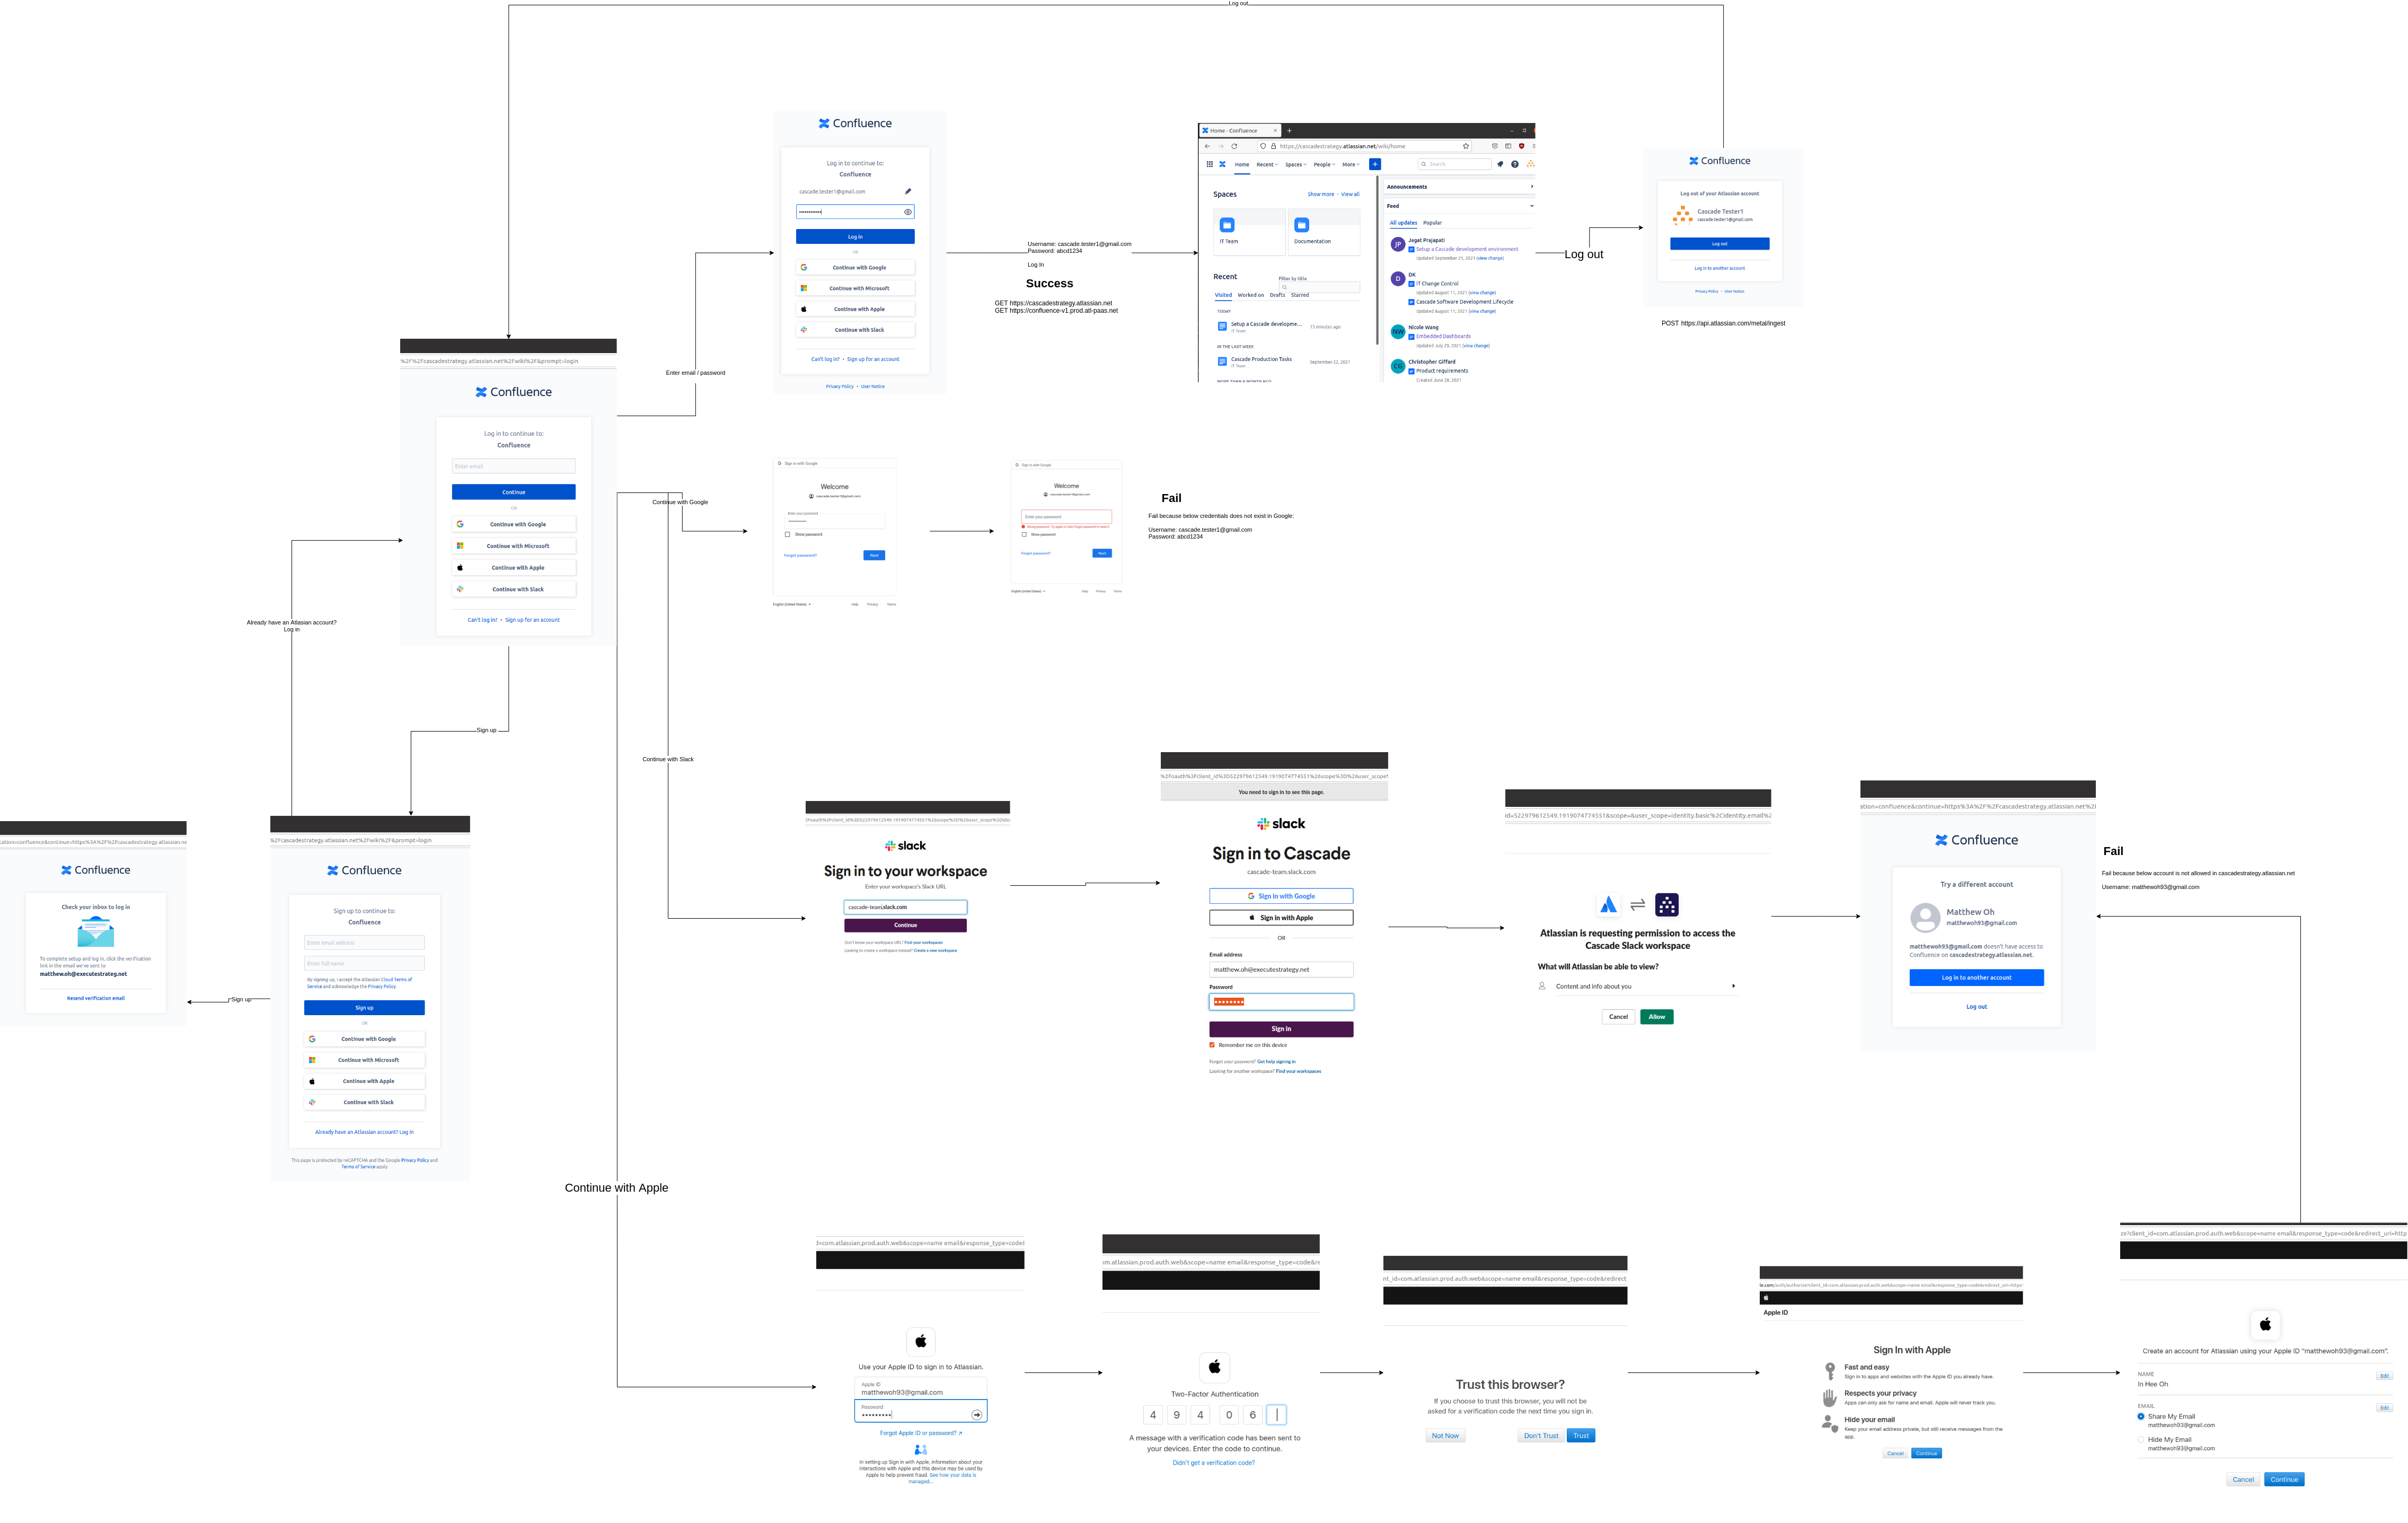 Log out
Confluence
Log in to continue to:
Confluence
cascade.tester1@gmail.com
Log in
OR
Continue with Google
Continue with Microsoft
Continue with Apple
Continue with Slack
Can't log in? • Sign up for an account
Privacy Policy • User Notice
Username: cascade.tester1@gmail.com
Password: abcd1234
Log In
Success
GET https://cascadestrategy.atlassian.net
GET https://confluence-v1.prod.atl-paas.net
Home - Confluence
https://cascadestrategy.atlassian.net/wiki/home
Home Recent Spaces People More
Search
Spaces
Show more • View all
IT Team
Documentation
Recent
Filter by title
Visited Worked on Drafts Starred
TODAY
Setup a Cascade developme...
IT Team
13 minutes ago
IN THE LAST WEEK
Cascade Production Tasks
IT Team
September 22, 2021
Announcements
Feed
All updates Popular
JP
Jagat Prajapati
Setup a Cascade development environment
Updated September 23, 2021 (view change)
D
DK
IT Change Control
Updated August 11, 2021 (view change)
Cascade Software Development Lifecycle
Updated August 11, 2021 (view change)
NW
Nicole Wang
Embedded Dashboards
Updated July 29, 2021 (view change)
CG
Christopher Giffard
Product requirements
Created June 28, 2021
Log out
Confluence
Log out of your Atlassian account
Cascade Tester1
cascade.tester1@gmail.com
Log out
Log in to another account
Privacy Policy • User Notice
POST https://api.atlassian.com/metal/ingest
%2F%2Fcascadestrategy.atlassian.net%2Fwiki%2F&prompt=login
Confluence
Log in to continue to:
Confluence
Enter email
Continue
OR
Continue with Google
Continue with Microsoft
Continue with Apple
Continue with Slack
Can't log in? • Sign up for an account
Enter email / password
Continue with Google
Sign in with Google
Welcome
cascade.tester1@gmail.com
Enter your password
Show password
Forgot password?
Next
English (United States)
Help Privacy Terms
Sign in with Google
Welcome
cascade.tester1@gmail.com
Enter your password
Wrong password. Try again or click Forgot password to reset it.
Show password
Forgot password?
Next
English (United States)
Help Privacy Terms
Fail
Fail because below credentials does not exist in Google:
Username: cascade.tester1@gmail.com
Password: abcd1234
Already have an Atlasian account?
Log in
Sign up
Continue with Slack
Confluence
Check your inbox to log in
To complete setup and log in, click the verification
link in the email we've sent to
matthew.oh@executestrateg.net
Resend verification email
Sign up
%2Fcascadestrategy.atlassian.net%2Fwiki%2F&prompt=login
Confluence
Sign up to continue to:
Confluence
Enter email address
Enter full name
By signing up, I accept the Atlassian Cloud Terms of
Service and acknowledge the Privacy Policy.
Sign up
OR
Continue with Google
Continue with Microsoft
Continue with Apple
Continue with Slack
Already have an Atlassian account? Log in
This page is protected by reCAPTCHA and the Google Privacy Policy and
Terms of Service apply
slack
Sign in to your workspace
Enter your workspace's Slack URL
cascade-team.slack.com
Continue
Don't know your workspace URL? Find your workspaces
Looking to create a workspace instead? Create a new workspace
You need to sign in to see this page.
slack
Sign in to Cascade
cascade-team.slack.com
Sign in with Google
Sign in with Apple
OR
Email address
matthew.oh@executestrategy.net
Password
Sign in
Remember me on this device
Forgot your password? Get help signing in
Looking for another workspace? Find your workspaces
id=522979612549.1919074774551&scope=&user_scope=identity.basic%2Cidentity.email%2
Atlassian is requesting permission to access the
Cascade Slack workspace
What will Atlassian be able to view?
Content and info about you
Cancel
Allow
ation=confluence&continue=https%3A%2F%2Fcascadestrategy.atlassian.net%2
Confluence
Try a different account
Matthew Oh
matthewoh93@gmail.com
matthewoh93@gmail.com doesn't have access to
Confluence on cascadestrategy.atlassian.net.
Log in to another account
Log out
Fail
Fail because below account is not allowed in cascadestrategy.atlassian.net
Username: matthewoh93@gmail.com
Continue with Apple
=com.atlassian.prod.auth.web&scope=name email&response_type=code
Use your Apple ID to sign in to Atlassian.
Apple ID
matthewoh93@gmail.com
Password
Forgot Apple ID or password?
In setting up Sign in with Apple, information about your
interactions with Apple and this device may be used by
Apple to help prevent fraud. See how your data is
managed...
m.atlassian.prod.auth.web&scope=name email&response_type=code&re
Two-Factor Authentication
4 9 4 0 6
A message with a verification code has been sent to
your devices. Enter the code to continue.
Didn't get a verification code?
nt_id=com.atlassian.prod.auth.web&scope=name email&response_type=code&redirect_
Trust this browser?
If you choose to trust this browser, you will not be
asked for a verification code the next time you sign in.
Not Now
Don't Trust
Trust
le.com/auth/authorize?client_id=com.atlassian.prod.auth.web&scope=name email&response_type=code&redirect_uri=https
Apple ID
Sign In with Apple
Fast and easy
Sign in to apps and websites with the Apple ID you already have.
Respects your privacy
Apps can only ask for name and email. Apple will never track you.
Hide your email
Keep your email address private, but still receive messages from the
app.
Cancel
Continue
ze?client_id=com.atlassian.prod.auth.web&scope=name email&response_type=code&redirect_uri=http
Create an account for Atlassian using your Apple ID "matthewoh93@gmail.com".
NAME
Edit
In Hee Oh
EMAIL
Edit
Share My Email
matthewoh93@gmail.com
Hide My Email
matthewoh93@gmail.com
Cancel
Continue